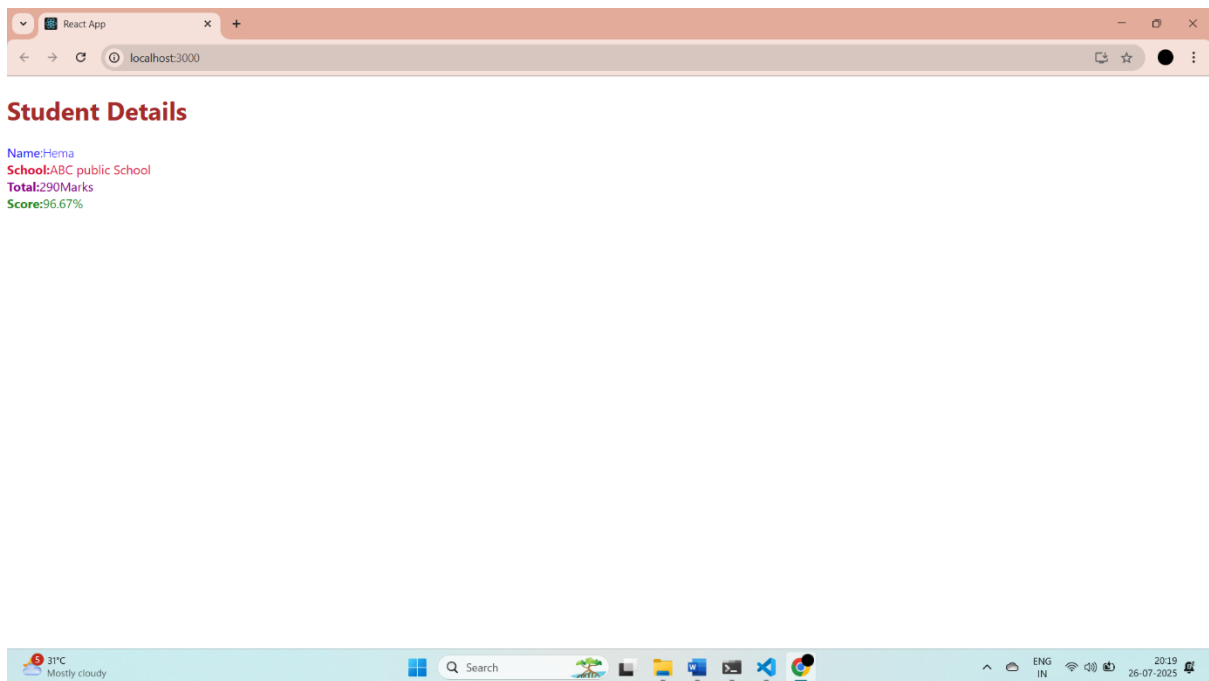 React App
localhost:3000
Student Details
Name:Hema
School:ABC public School
Total:290Marks
Score:96.67%
5
31°C
Mostly cloudy
Search
ENG
IN
20:19
26-07-2025